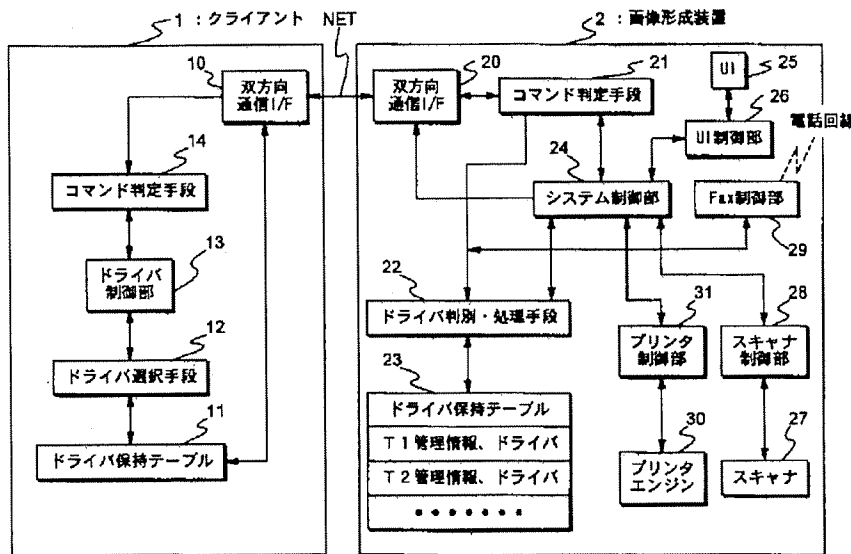 1：クライアント
NET
2：画像形成装置
10
双方向
通信I/F
14
コマンド判定手段
13
ドライバ
制御部
12
ドライバ選択手段
11
ドライバ保持テーブル
20
双方向
通信I/F
21
コマンド判定手段
UI
25
26
UI制御部
電話回線
24
システム制御部
Fax制御部
29
22
ドライバ判別・処理手段
31
プリンタ
制御部
28
スキャナ
制御部
23
ドライバ保持テーブル
T1管理情報、ドライバ
T2管理情報、ドライバ
・・・・・・・
30
プリンタ
エンジン
27
スキャナ